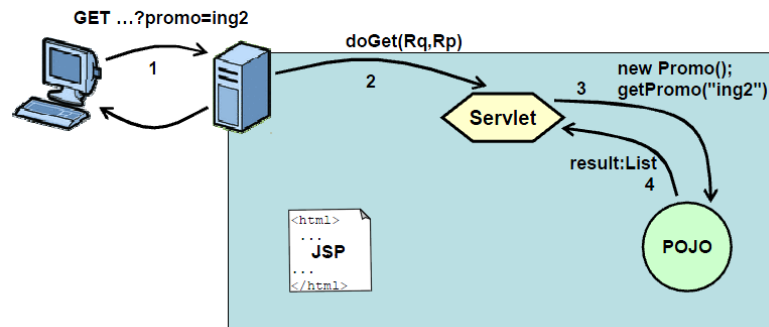 GET ...?promo=ing2
1
doGet(Rq,Rp)
2
new Promo();
3
getPromo("ing2")
Servlet
result:List
4
<html>
...
JSP
...
</html>
POJO